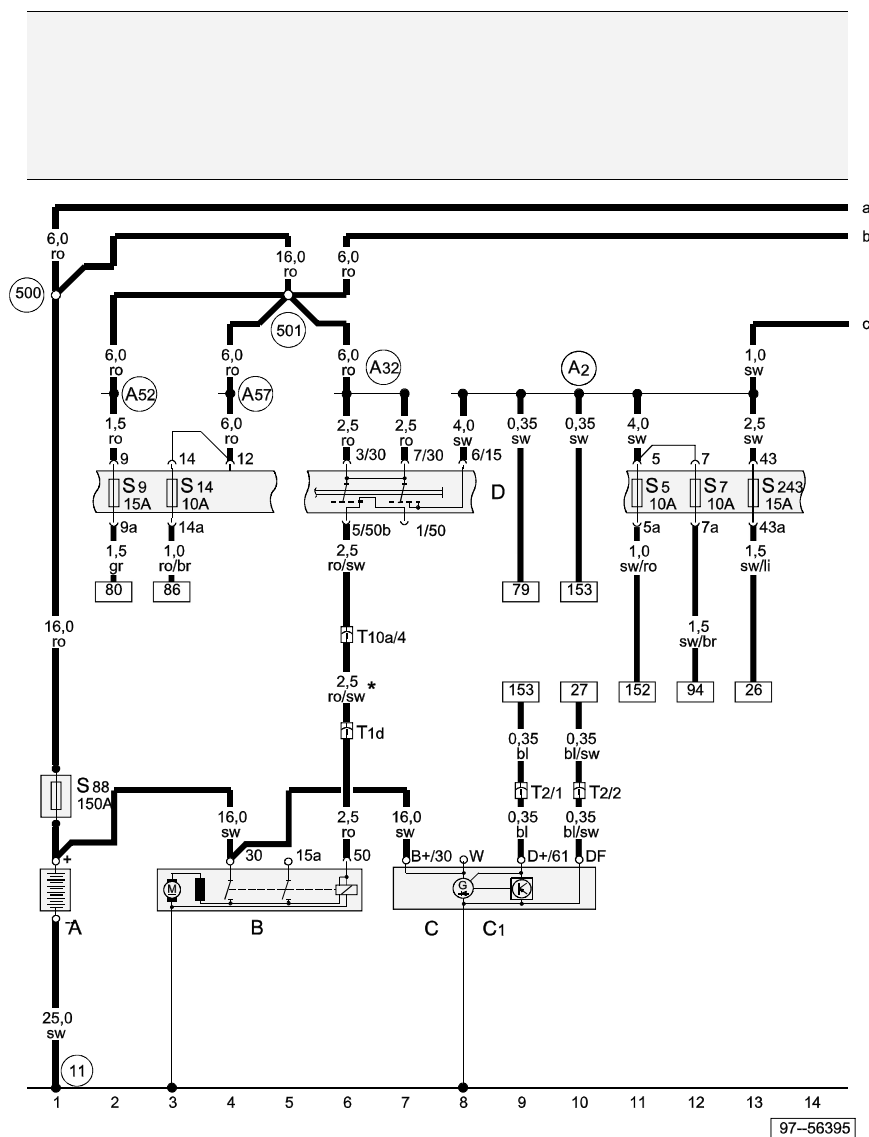 a
6,0
ro
b
16,0
ro
6,0
ro
500
501
c
6,0
ro
6,0
ro
6,0
ro
A32
A2
1,0
sw
A52
A57
1,5
ro
6,0
ro
2,5
ro
2,5
ro
4,0
sw
0,35
sw
0,35
sw
4,0
sw
2,5
sw
9
14
12
3/30
7/30
6/15
5
7
43
S9
15A
S14
10A
D
S5
10A
S7
10A
S243
15A
9a
14a
5/50b
1/50
5a
7a
43a
1,5
gr
1,0
ro/br
2,5
ro/sw
1,0
sw/ro
1,5
sw/li
80
86
79
153
16,0
ro
T10a/4
1,5
sw/br
2,5
ro/sw *
153
27
152
94
26
T1d
0,35
bl
0,35
bl/sw
S88
150A
T2/1
T2/2
16,0
sw
2,5
ro
16,0
sw
0,35
bl
0,35
bl/sw
+
30
15a
50
B+/30
W
D+/61
DF
M
G
– A
B
C
C1
25,0
sw
11
1 2 3 4 5 6 7 8 9 10 11 12 13 14
97--56395